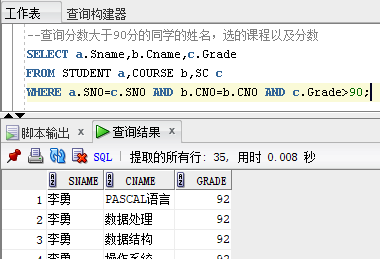 工作表 查询构建器
--查询分数大于90分的同学的姓名，选的课程以及分数
SELECT a.Sname,b.Cname,c.Grade
FROM STUDENT a,COURSE b,SC c
WHERE a.SNO=c.SNO AND b.CNO=b.CNO AND c.Grade>90;
脚本输出 × 查询结果 ×
SQL | 提取的所有行: 35, 用时 0.008 秒
SNAME CNAME GRADE
1 李勇 PASCAL语言 92
2 李勇 数据处理 92
3 李勇 数据结构 92
4 李勇 操作系统 92